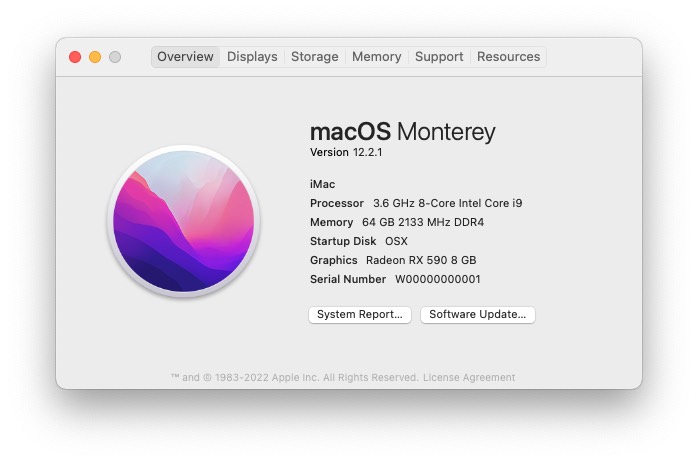 Overview Displays Storage Memory Support Resources
macOS Monterey
Version 12.2.1
iMac
Processor 3.6 GHz 8-Core Intel Core i9
Memory 64 GB 2133 MHz DDR4
Startup Disk OSX
Graphics Radeon RX 590 8 GB
Serial Number W00000000001
System Report... Software Update...
™ and © 1983-2022 Apple Inc. All Rights Reserved. License Agreement